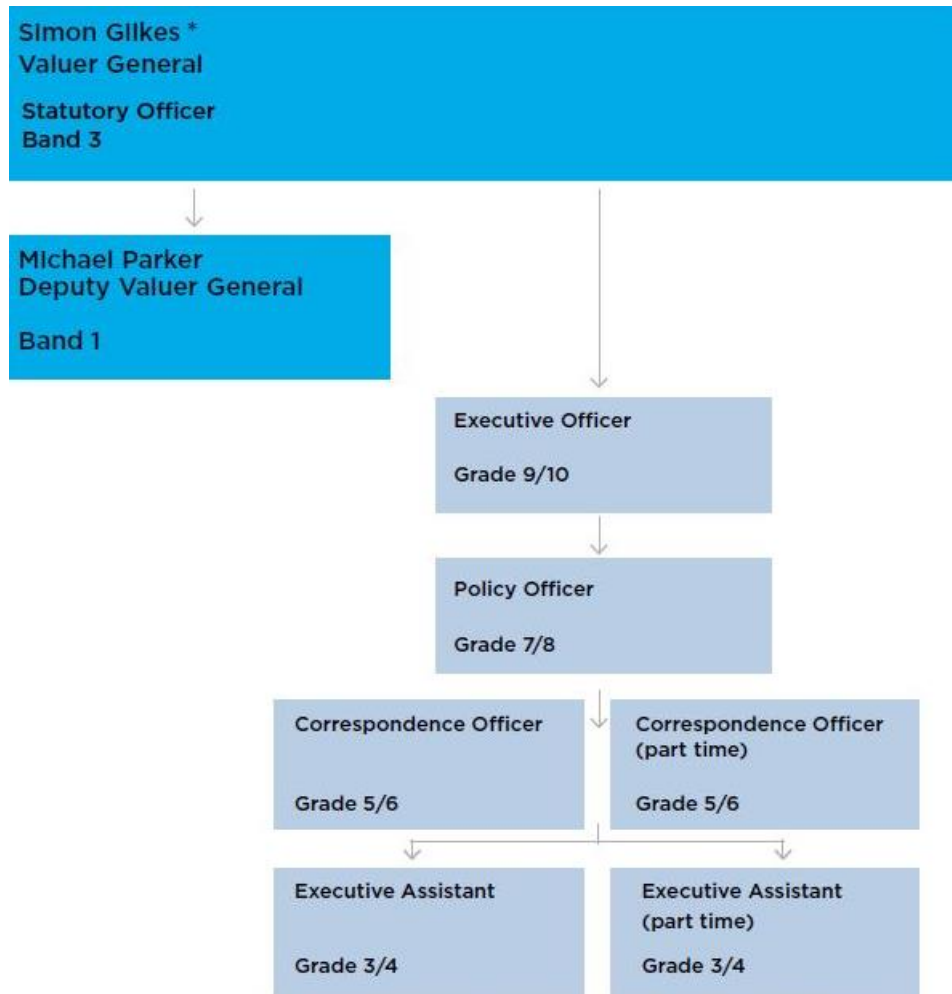 Simon Gilkes *
Valuer General
Statutory Officer
Band 3
Michael Parker
Deputy Valuer General
Band 1
Executive Officer
Grade 9/10
Policy Officer
Grade 7/8
Correspondence Officer
Grade 5/6
Correspondence Officer
(part time)
Grade 5/6
Executive Assistant
Grade 3/4
Executive Assistant
(part time)
Grade 3/4